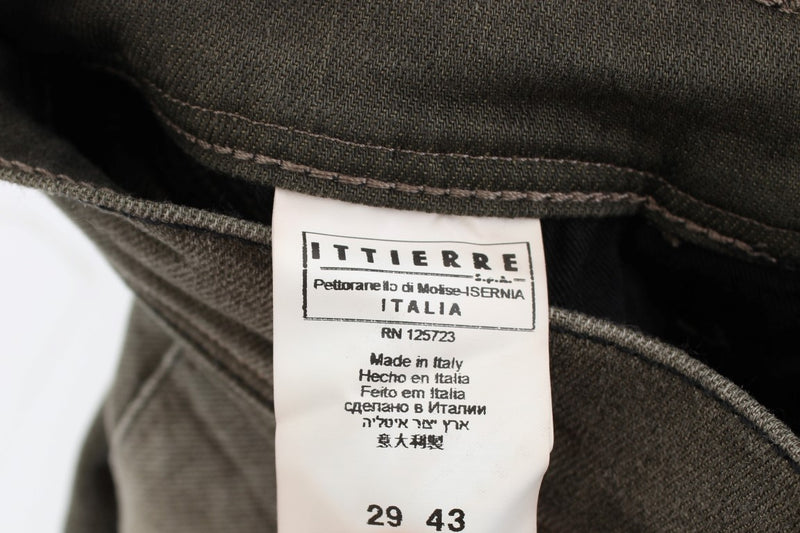 ITTIERRE
s.p.a.
Pettoranello di Molise-ISERNIA
ITALIA
RN 125723
Made in Italy
Hecho en Italia
Feito em Italia
сделано в Италии
ארץ יצור איטליה
意大利製
29 43